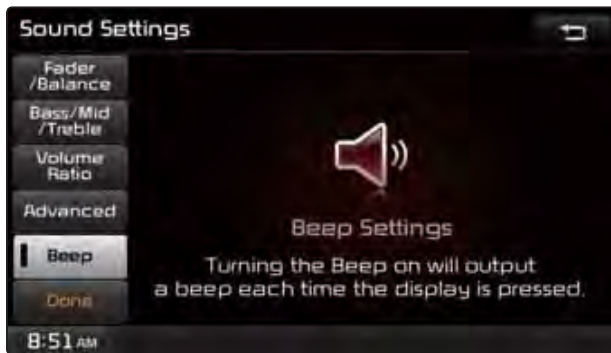 Sound Settings
Fader
/Balance
Bass/Mid
/Treble
Volume
Ratio
Advanced
Beep
Done
Beep Settings
Turning the Beep on will output
a beep each time the display is pressed.
8:51 AM